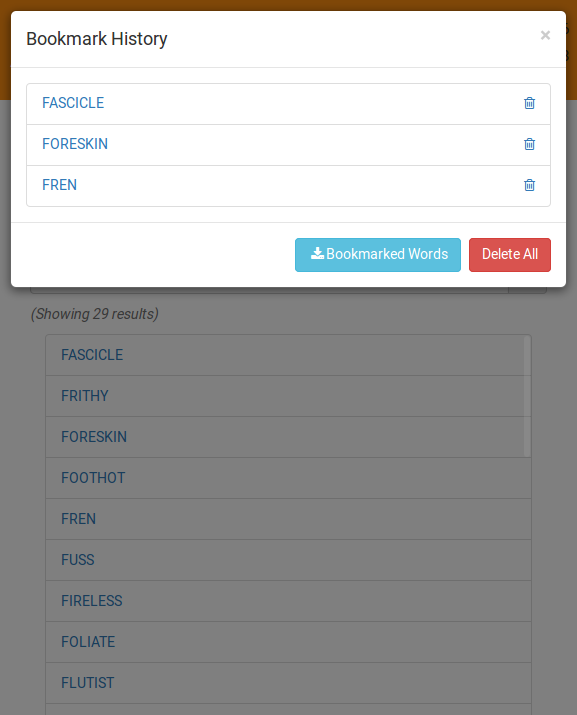 Bookmark History
×
FASCICLE
FORESKIN
FREN
Bookmarked Words
Delete All
(Showing 29 results)
FASCICLE
FRITHY
FORESKIN
FOOTHOT
FREN
FUSS
FIRELESS
FOLIATE
FLUTIST